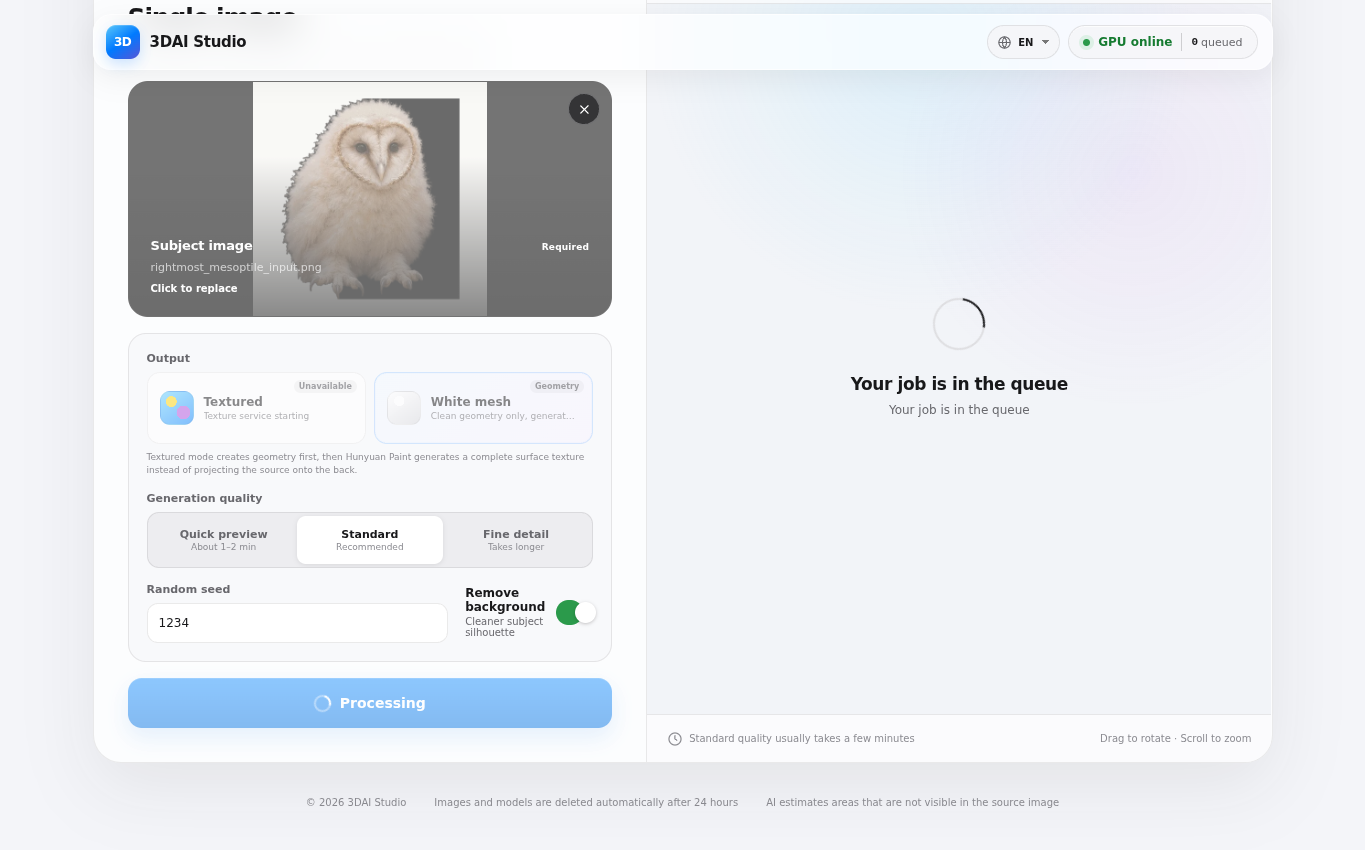 Single image
3D 3DAI Studio
EN
GPU online
0 queued
Subject image
Required
rightmost_mesoptile_input.png
Click to replace
Output
Unavailable
Textured
Texture service starting
Geometry
White mesh
Clean geometry only, generat...
Textured mode creates geometry first, then Hunyuan Paint generates a complete surface texture
instead of projecting the source onto the back.
Generation quality
Quick preview
About 1–2 min
Standard
Recommended
Fine detail
Takes longer
Random seed
1234
Remove
background
Cleaner subject
silhouette
Processing
Your job is in the queue
Your job is in the queue
Standard quality usually takes a few minutes
Drag to rotate · Scroll to zoom
© 2026 3DAI Studio
Images and models are deleted automatically after 24 hours
AI estimates areas that are not visible in the source image